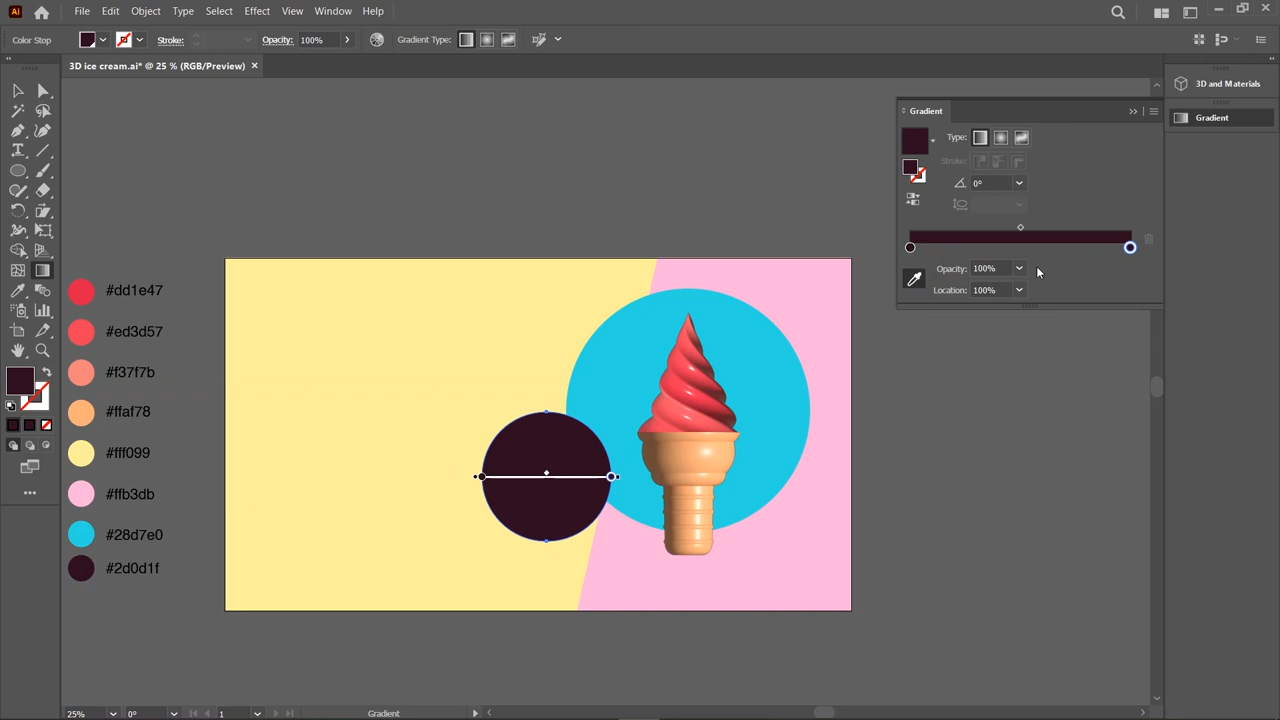 Ai
File Edit Object Type Select Effect View Window Help
Color Stop
Stroke:
Opacity: 100%
Gradient Type:
3D ice cream.ai* @ 25 % (RGB/Preview) ×
3D and Materials
Gradient
Gradient
Type:
Stroke:
0°
Opacity: 100%
Location: 100%
#dd1e47
#ed3d57
#f37f7b
#ffaf78
#fff099
#ffb3db
#28d7e0
#2d0d1f
25% 0° 1 Gradient